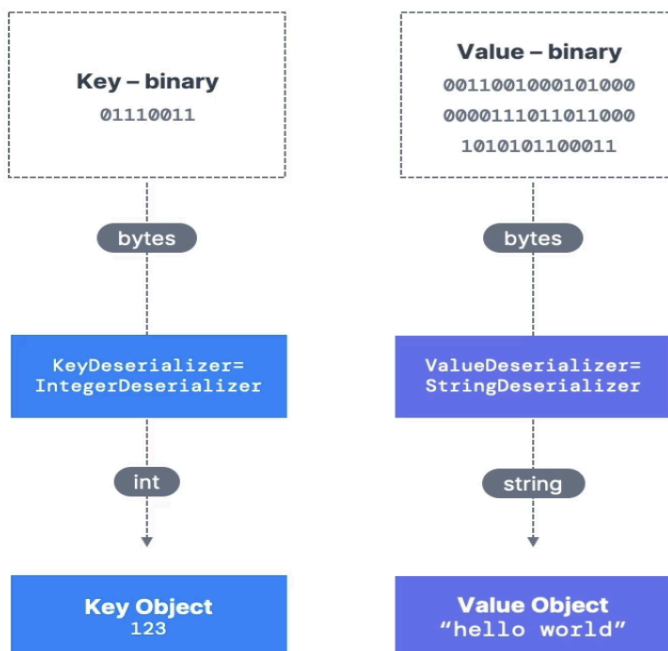 Key – binary
01110011
bytes
KeyDeserializer=
IntegerDeserializer
int
Key Object
123
Value – binary
0011001000101000
0000111011011000
1010101100011
bytes
ValueDeserializer=
StringDeserializer
string
Value Object
“hello world”